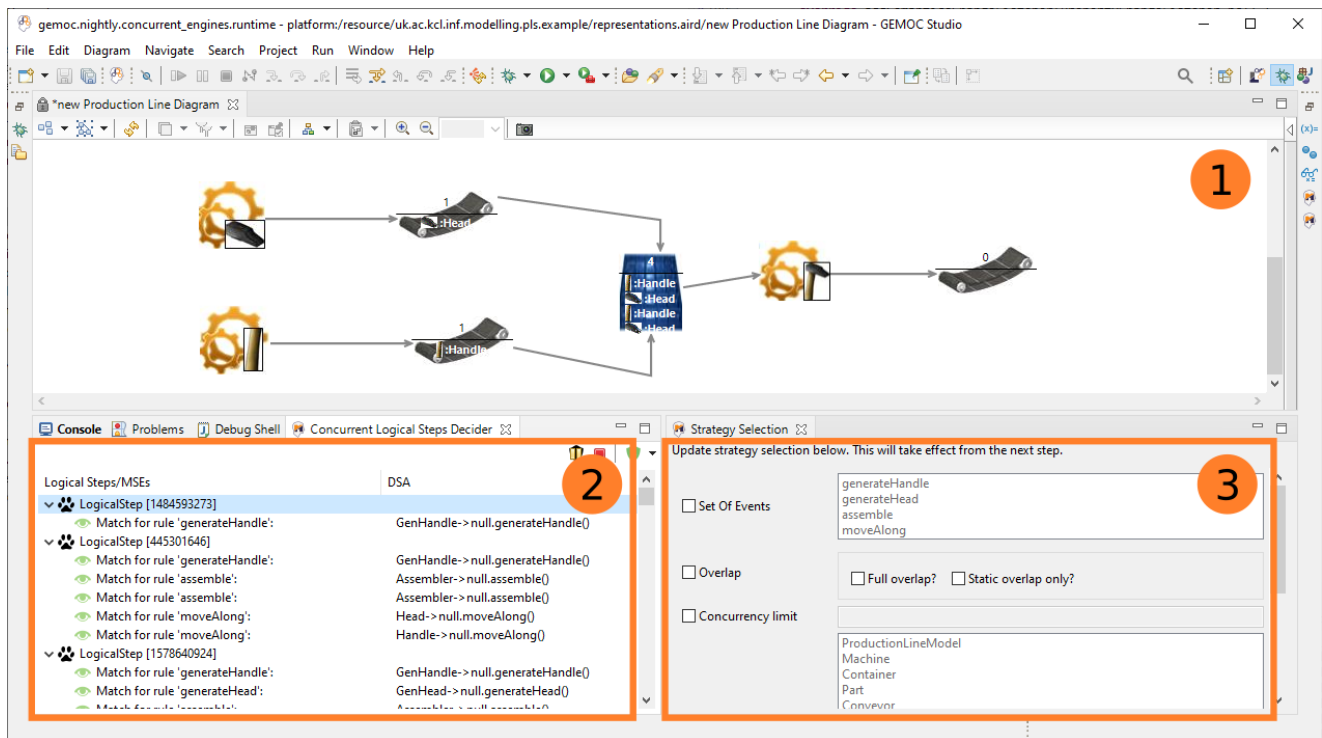 gemoc.nightly.concurrent_engines.runtime - platform:/resource/uk.ac.kcl.inf.modelling.pls.example/representations.aird/new Production Line Diagram - GEMOC Studio
File Edit Diagram Navigate Search Project Run Window Help
*new Production Line Diagram
(x)=
1
1
:Head
0
4
:Handle
:Head
:Handle
:Head
1
:Handle
Console Problems Debug Shell Concurrent Logical Steps Decider
Strategy Selection
2
Logical Steps/MSEs DSA
LogicalStep [1484593273]
Match for rule 'generateHandle': GenHandle->null.generateHandle()
LogicalStep [445301646]
Match for rule 'generateHandle': GenHandle->null.generateHandle()
Match for rule 'assemble': Assembler->null.assemble()
Match for rule 'assemble': Assembler->null.assemble()
Match for rule 'moveAlong': Head->null.moveAlong()
Match for rule 'moveAlong': Handle->null.moveAlong()
LogicalStep [1578640924]
Match for rule 'generateHandle': GenHandle->null.generateHandle()
Match for rule 'generateHead': GenHead->null.generateHead()
Match for rule 'assemble': Assembler->null.assemble()
Update strategy selection below. This will take effect from the next step.
3
Set Of Events
generateHandle
generateHead
assemble
moveAlong
Overlap Full overlap? Static overlap only?
Concurrency limit
ProductionLineModel
Machine
Container
Part
Conveyor